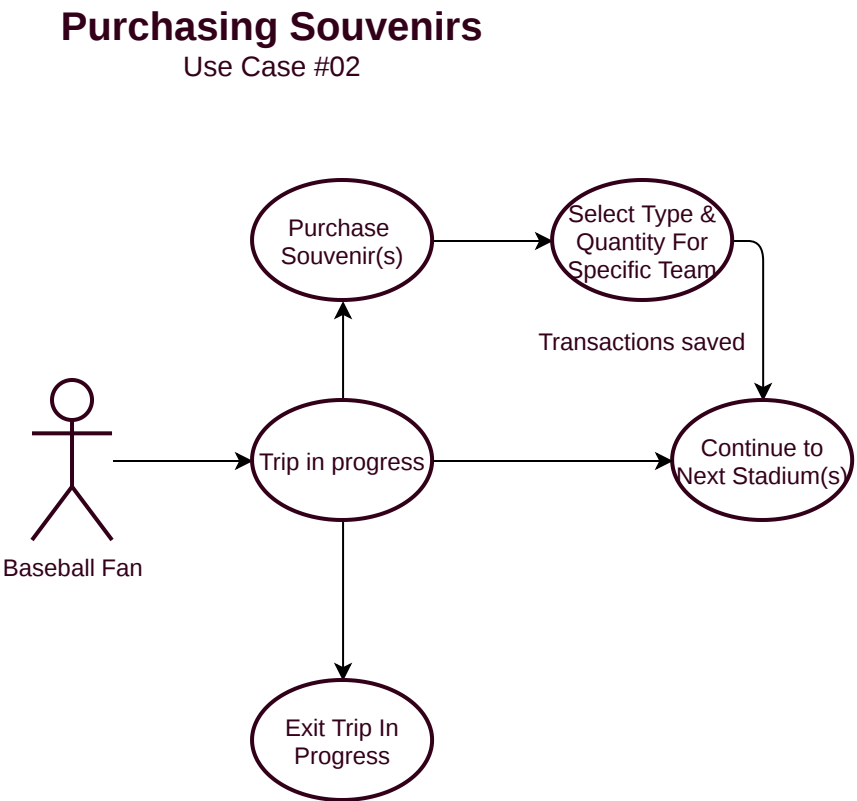 Purchasing Souvenirs
Use Case #02
Purchase
Souvenir(s)
Select Type &
Quantity For
Specific Team
Transactions saved
Trip in progress
Continue to
Next Stadium(s)
Baseball Fan
Exit Trip In
Progress